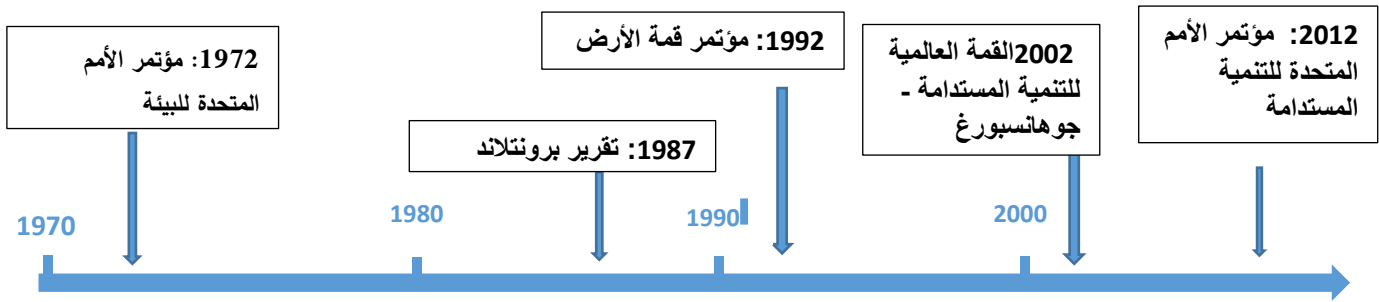 1972: مؤتمر الأمم
المتحدة للبيئة
1987: تقرير برونتلاند
1992: مؤتمر قمة الأرض
2002القمة العالمية
للتنمية المستدامة -
جوهانسبورغ
2012: مؤتمر الأمم
المتحدة للتنمية
المستدامة
1970
1980
1990
2000